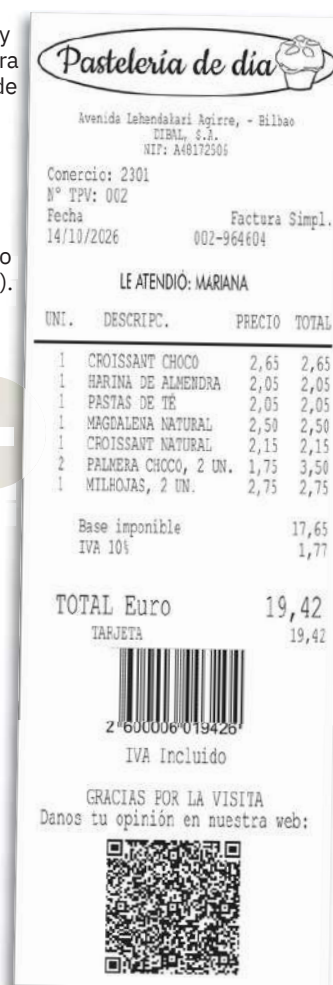 y
ra
de
o
).
Pastelería de día
Avenida Lehendakari Agirre, - Bilbao
DIBAL, S.A.
NIF: A48172506
Conercio: 2301
Nº TPV: 002
Fecha Factura Simpl.
14/10/2026 002-964604
LE ATENDIÓ: MARIANA
UNI. DESCRIPC. PRECIO TOTAL
1 CROISSANT CHOCO 2,65 2,65
1 HARINA DE ALMENDRA 2,05 2,05
1 PASTAS DE TÉ 2,05 2,05
1 MAGDALENA NATURAL 2,50 2,50
1 CROISSANT NATURAL 2,15 2,15
2 PALMERA CHOCO, 2 UN. 1,75 3,50
1 MILHOJAS, 2 UN. 2,75 2,75
Base imponible 17,65
IVA 10% 1,77
TOTAL Euro 19,42
TARJETA 19,42
2 600006 019426
IVA Incluido
GRACIAS POR LA VISITA
Danos tu opinión en nuestra web: